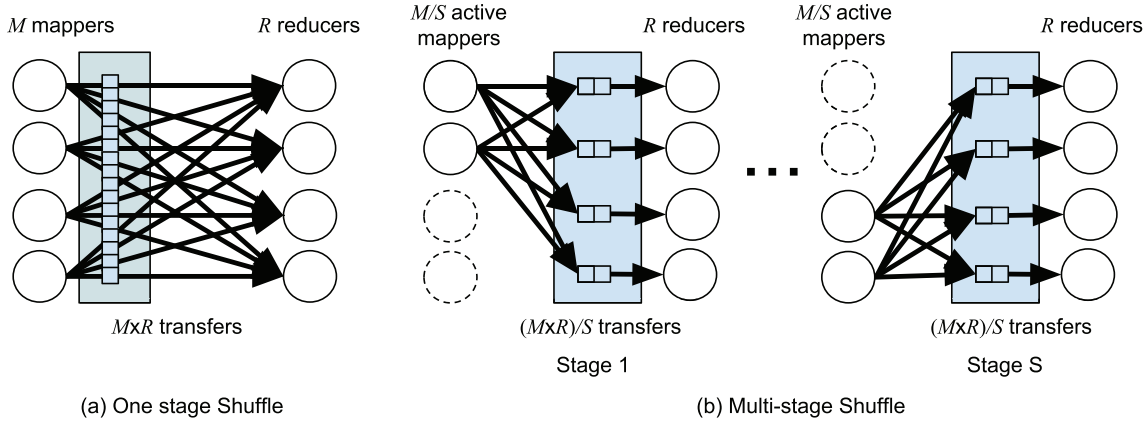 M mappers
R reducers
MxR transfers
(a) One stage Shuffle
M/S active
mappers
R reducers
(MxR)/S transfers
Stage 1
...
M/S active
mappers
R reducers
(MxR)/S transfers
Stage S
(b) Multi-stage Shuffle